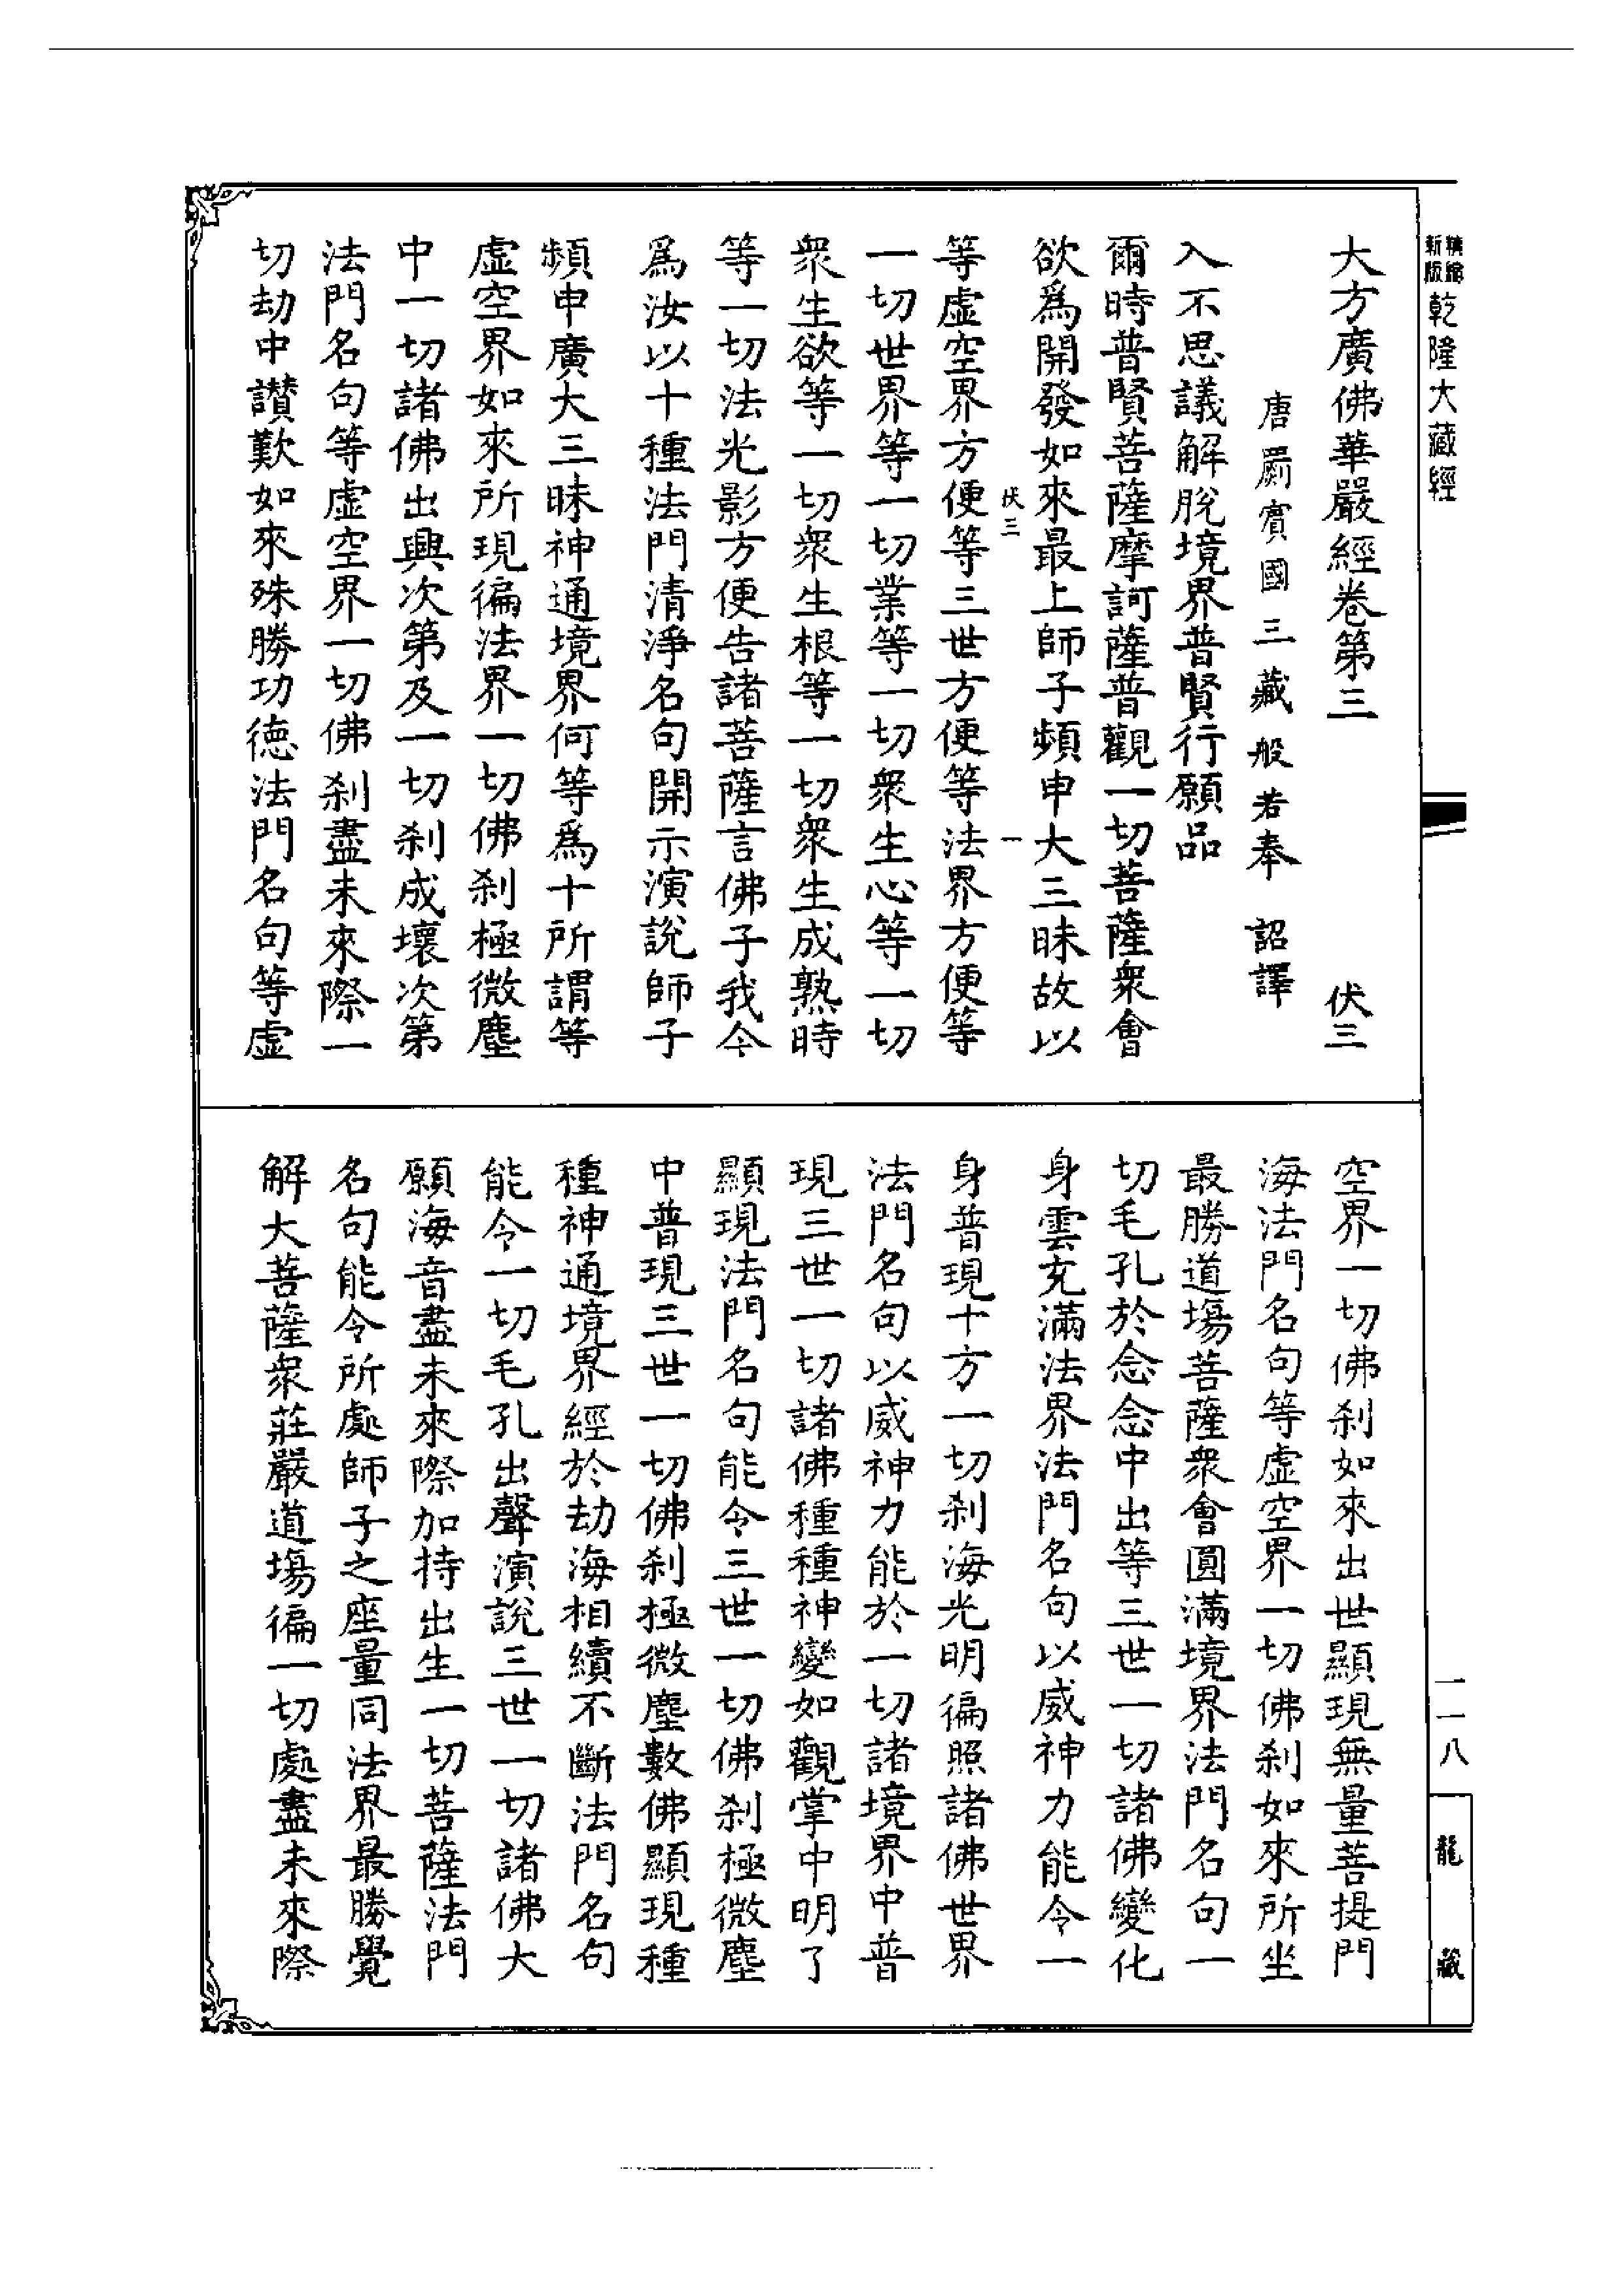 精縮新版乾隆大藏經
大方廣佛華嚴經卷第三 伏三
唐罽賓國三藏般若奉 詔譯
入不思議解脫境界普賢行願品
爾時普賢菩薩摩訶薩普觀一切菩薩衆會
欲爲開發如來最上師子頻申大三昧故以
伏三 一
等虛空界方便等三世方便等法界方便等
一切世界等一切業等一切衆生心等一切
衆生欲等一切衆生根等一切衆生成熟時
等一切法光影方便告諸菩薩言佛子我今
爲汝以十種法門清淨名句開示演說師子
頻申廣大三昧神通境界何等爲十所謂等
虛空界如來所現徧法界一切佛刹極微塵
中一切諸佛出興次第及一切刹成壞次第
法門名句等虛空界一切佛刹盡未來際一
切劫中讚歎如來殊勝功德法門名句等虛
空界一切佛刹如來出世顯現無量菩提門
海法門名句等虛空界一切佛刹如來所坐
最勝道場菩薩衆會圓滿境界法門名句一
切毛孔於念念中出等三世一切諸佛變化
身雲充滿法界法門名句以威神力能令一
身普現十方一切刹海光明徧照諸佛世界
法門名句以威神力能於一切諸境界中普
現三世一切諸佛種種神變如觀掌中明了
顯現法門名句能令三世一切佛刹極微塵
中普現三世一切佛刹極微塵數佛顯現種
種神通境界經於劫海相續不斷法門名句
能令一切毛孔出聲演說三世一切諸佛大
願海音盡未來際加持出生一切菩薩法門
名句能令所處師子之座量同法界最勝覺
解大菩薩衆莊嚴道場徧一切處盡未來際
一一八
龍藏